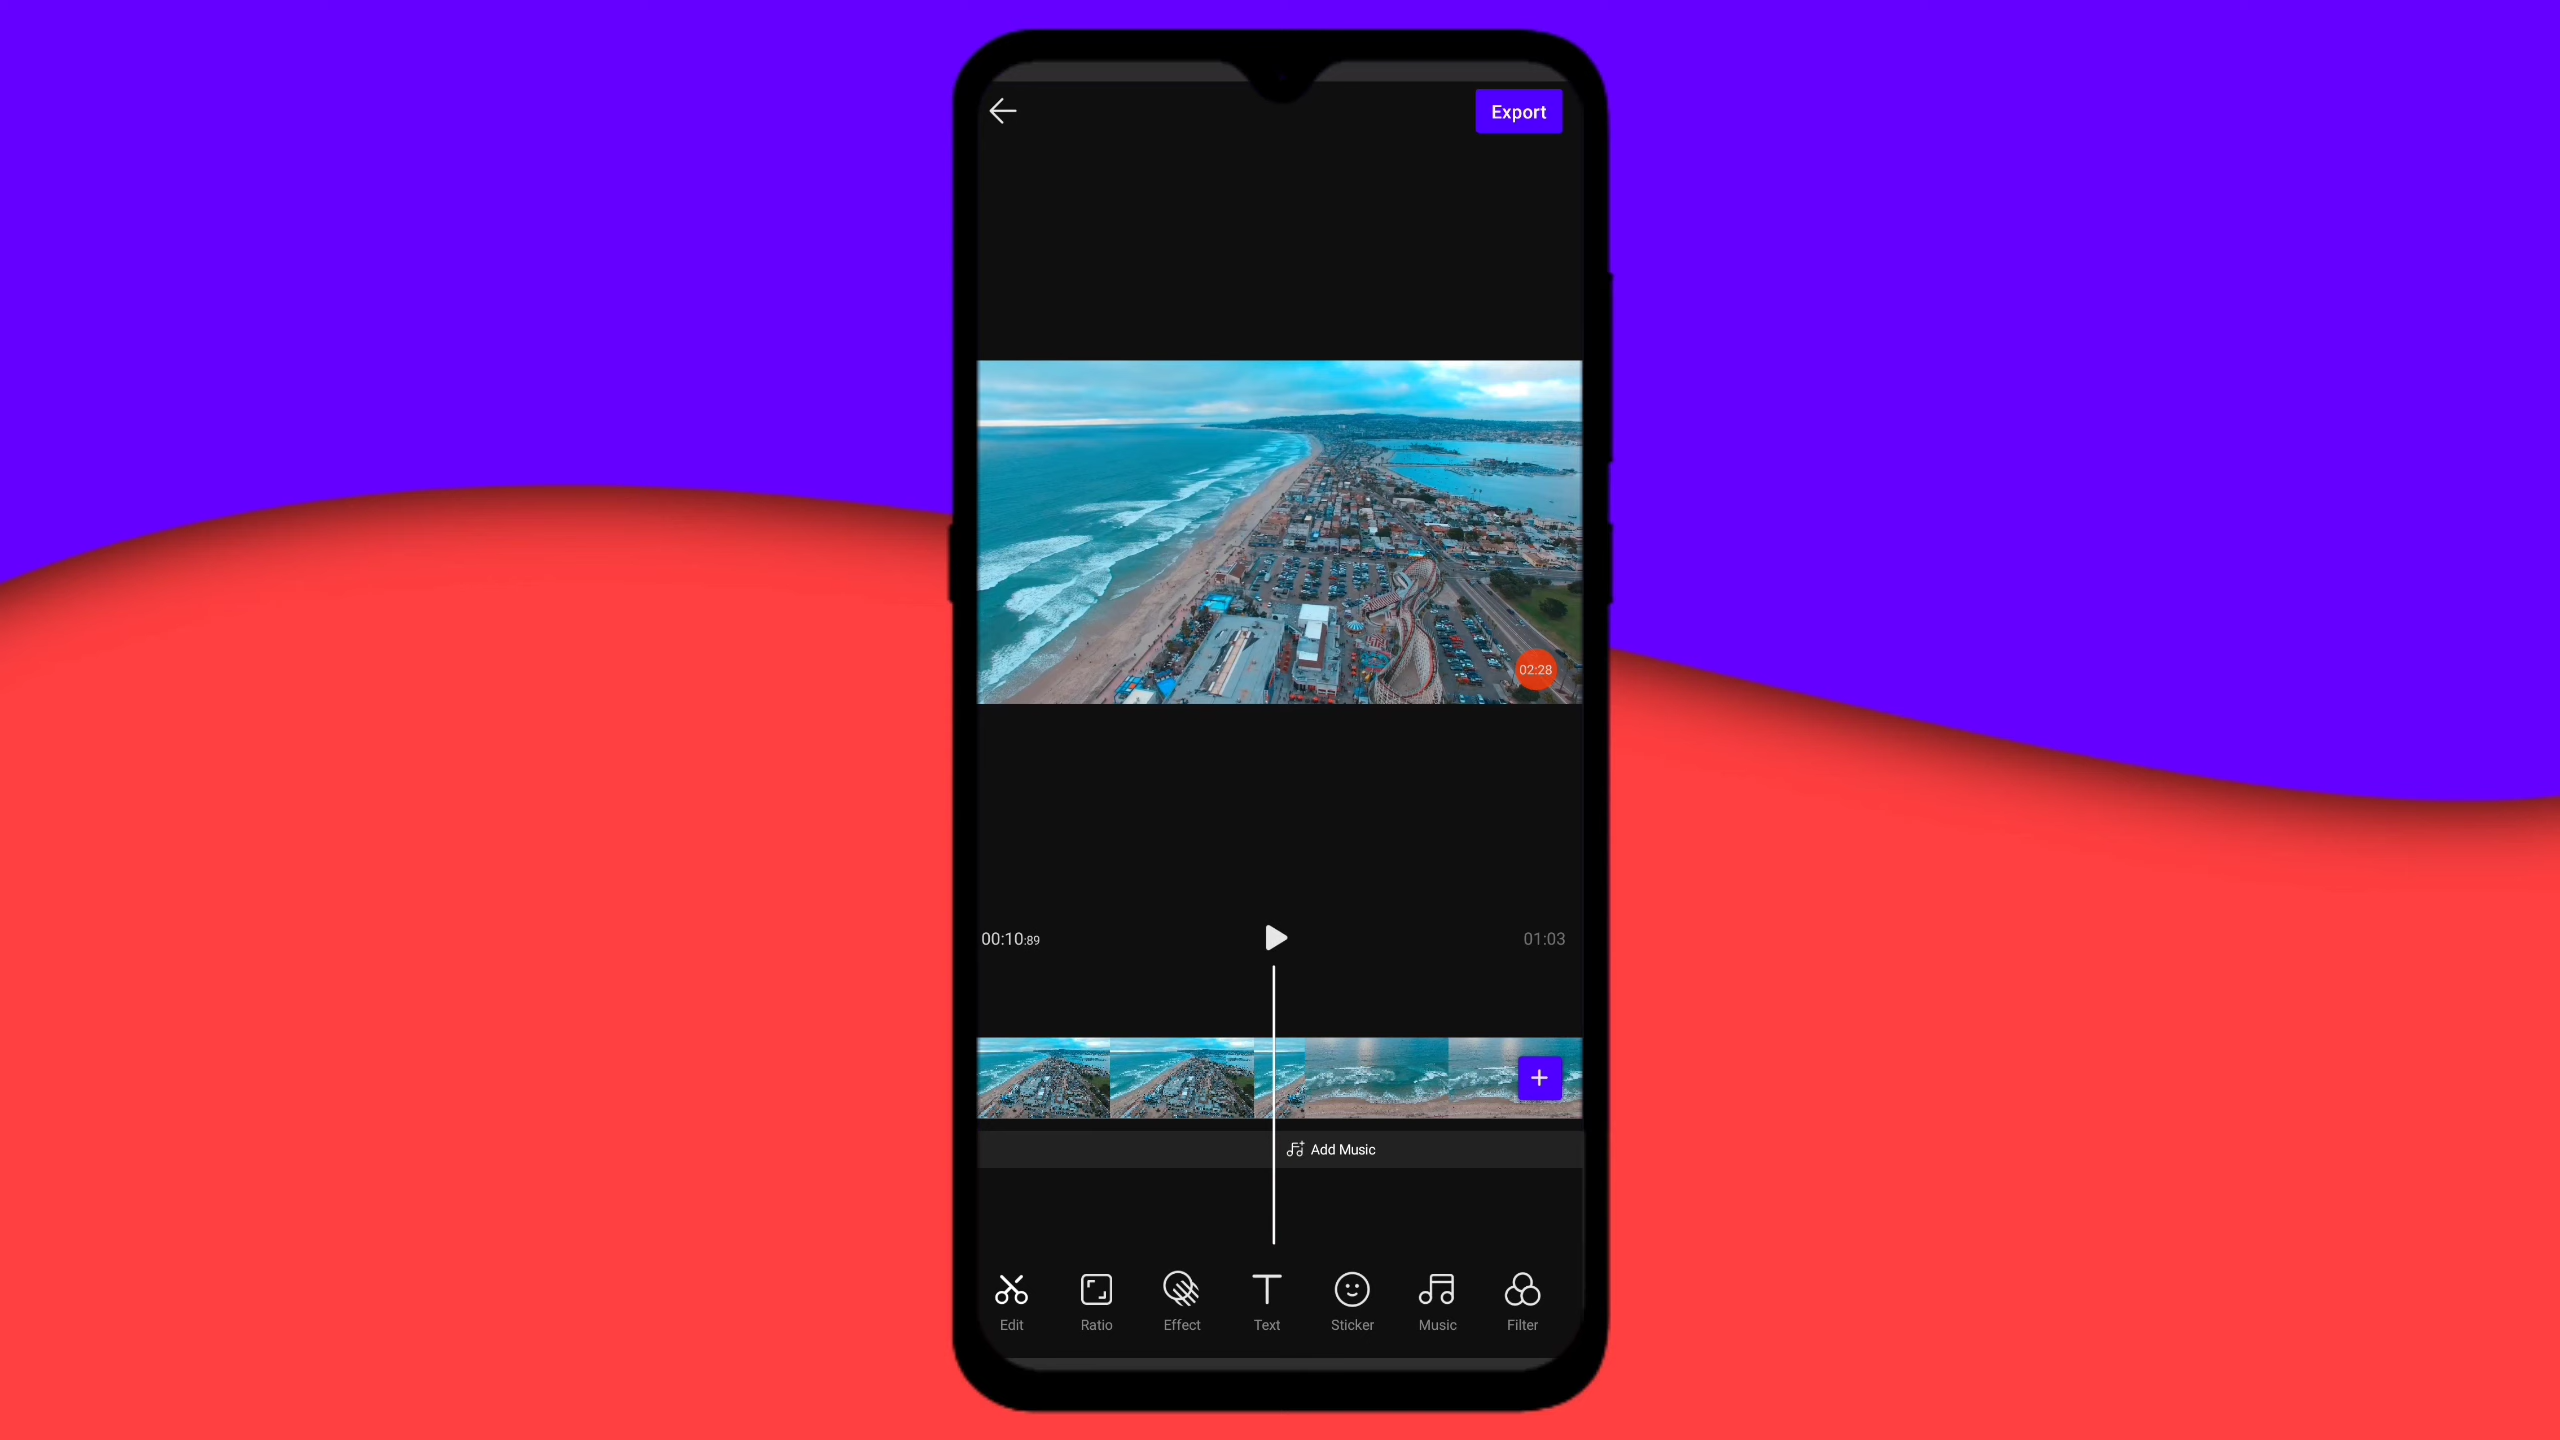 Export
02:28
00:10:89
01:03
Add Music
Edit
Ratio
Effect
Text
Sticker
Music
Filter